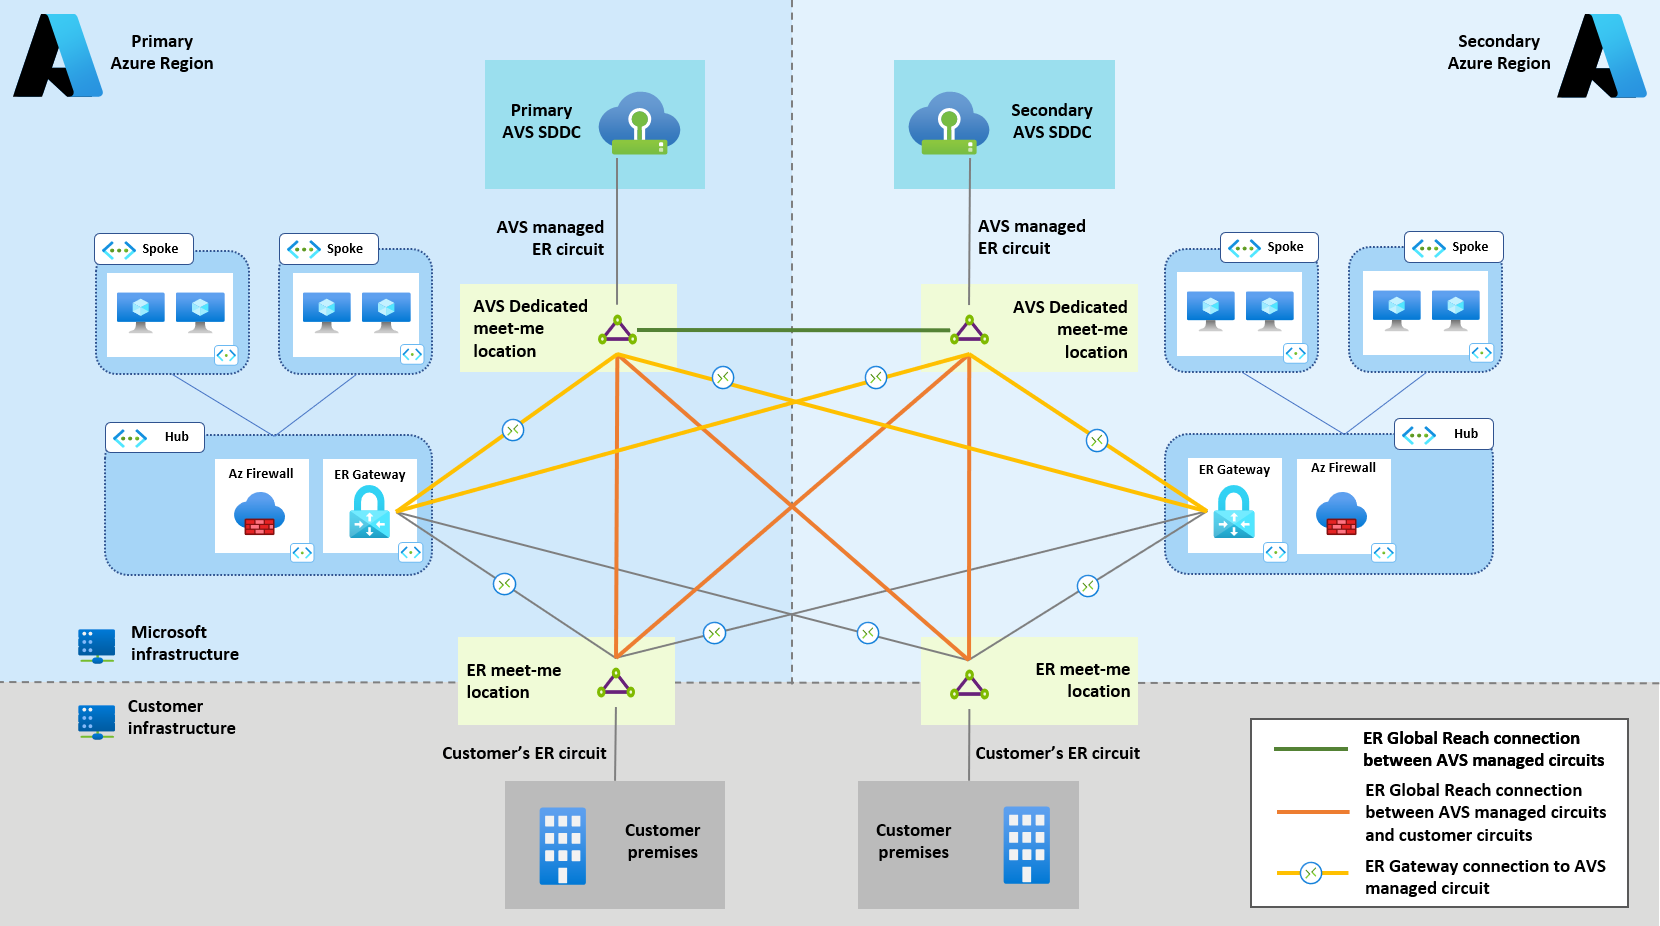 Primary
Azure Region
Secondary
Azure Region
Primary
AVS SDDC
Secondary
AVS SDDC
AVS managed
ER circuit
AVS managed
ER circuit
Spoke
Spoke
Spoke
Spoke
AVS Dedicated
meet-me
location
AVS Dedicated
meet-me
location
Hub
Hub
Az Firewall
ER Gateway
ER Gateway
Az Firewall
Microsoft
infrastructure
ER meet-me
location
ER meet-me
location
Customer
infrastructure
Customer’s ER circuit
Customer’s ER circuit
Customer
premises
Customer
premises
ER Global Reach connection
between AVS managed circuits
ER Global Reach connection
between AVS managed circuits
and customer circuits
ER Gateway connection to AVS
managed circuit